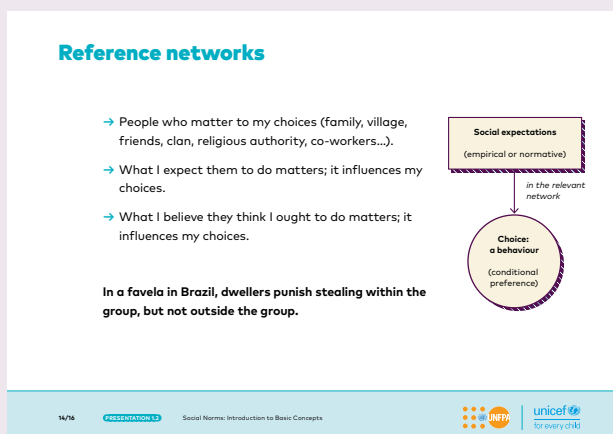 Reference networks
→ People who matter to my choices (family, village,
friends, clan, religious authority, co-workers...).
→ What I expect them to do matters; it influences my
choices.
→ What I believe they think I ought to do matters; it
influences my choices.
In a favela in Brazil, dwellers punish stealing within the
group, but not outside the group.
Social expectations
(empirical or normative)
in the relevant
network
Choice:
a behaviour
(conditional
preference)
14/16
PRESENTATION 1.2
Social Norms: Introduction to Basic Concepts
UNFPA
unicef
for every child